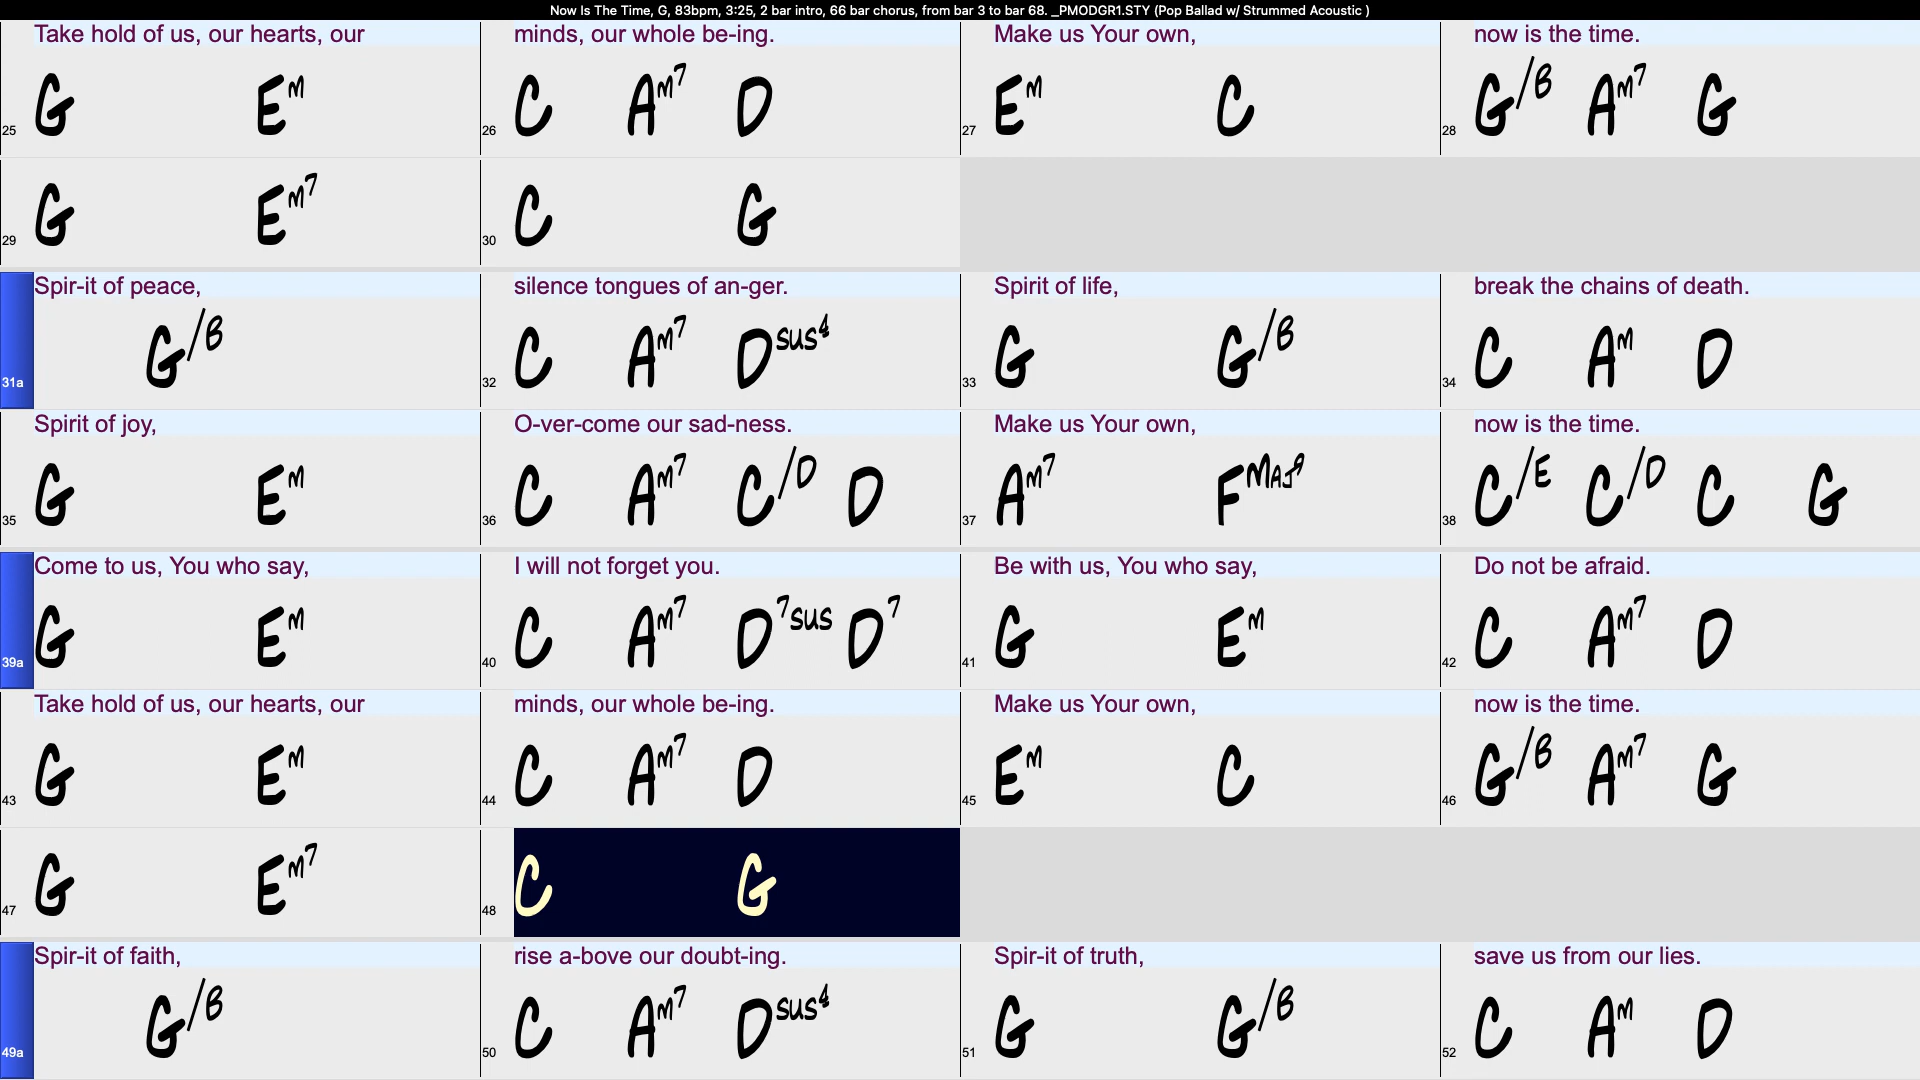 Now Is The Time, G, 83bpm, 3:25, 2 bar intro, 66 bar chorus, from bar 3 to bar 68. _PMODGR1.STY (Pop Ballad w/ Strummed Acoustic )
Take hold of us, our hearts, our minds, our whole be-ing. Make us Your own, now is the time.
25 G Em 26 C Am7 D 27 Em C 28 G/B Am7 G
29 G Em7 30 C G
Spir-it of peace, silence tongues of an-ger. Spirit of life, break the chains of death.
31a G/B 32 C Am7 Dsus4 33 G G/B 34 C Am D
Spirit of joy, O-ver-come our sad-ness. Make us Your own, now is the time.
35 G Em 36 C Am7 C/D D 37 Am7 FMaj9 38 C/E C/D C G
Come to us, You who say, I will not forget you. Be with us, You who say, Do not be afraid.
39a G Em 40 C Am7 D7sus D7 41 G Em 42 C Am7 D
Take hold of us, our hearts, our minds, our whole be-ing. Make us Your own, now is the time.
43 G Em 44 C Am7 D 45 Em C 46 G/B Am7 G
47 G Em7 48 C G
Spir-it of faith, rise a-bove our doubt-ing. Spir-it of truth, save us from our lies.
49a G/B 50 C Am7 Dsus4 51 G G/B 52 C Am D